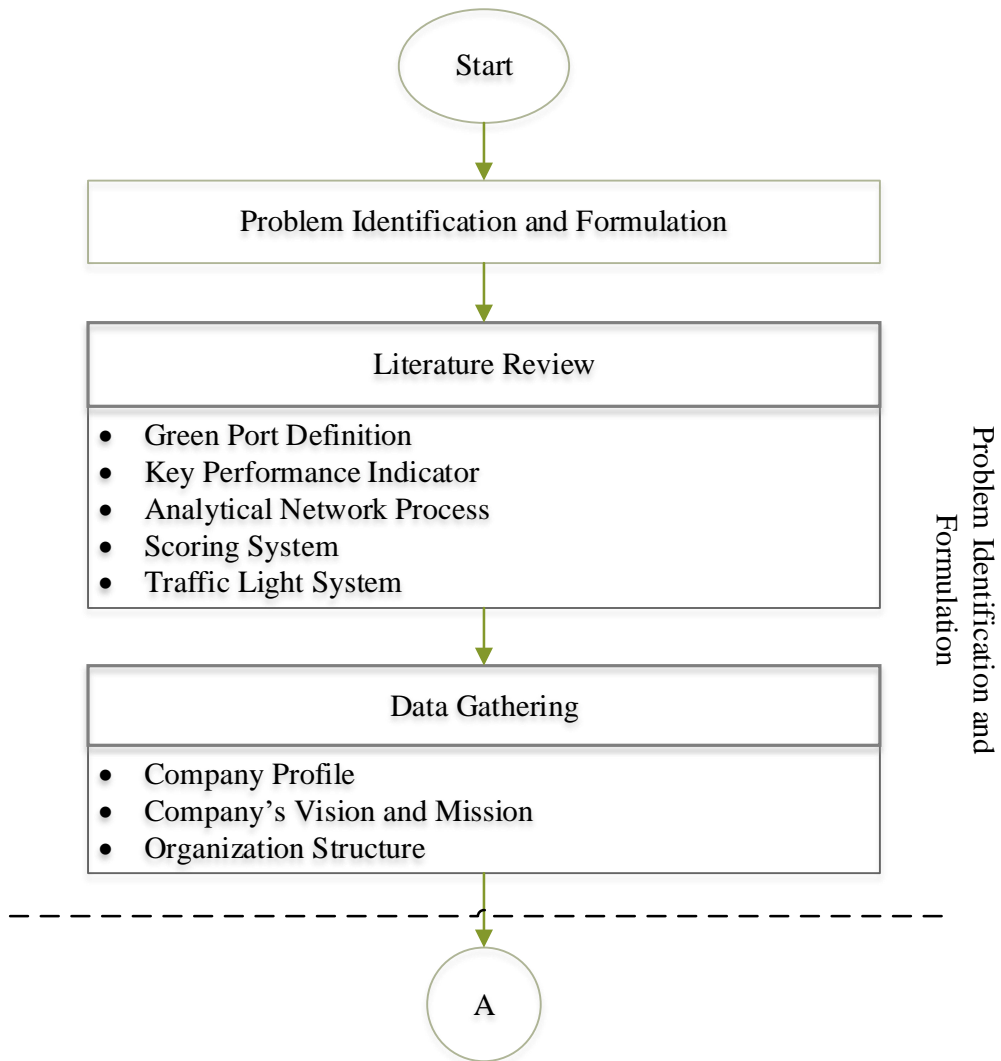 Start
Problem Identification and Formulation
Literature Review
• Green Port Definition
• Key Performance Indicator
• Analytical Network Process
• Scoring System
• Traffic Light System
Data Gathering
• Company Profile
• Company’s Vision and Mission
• Organization Structure
Problem Identification and
Formulation
A